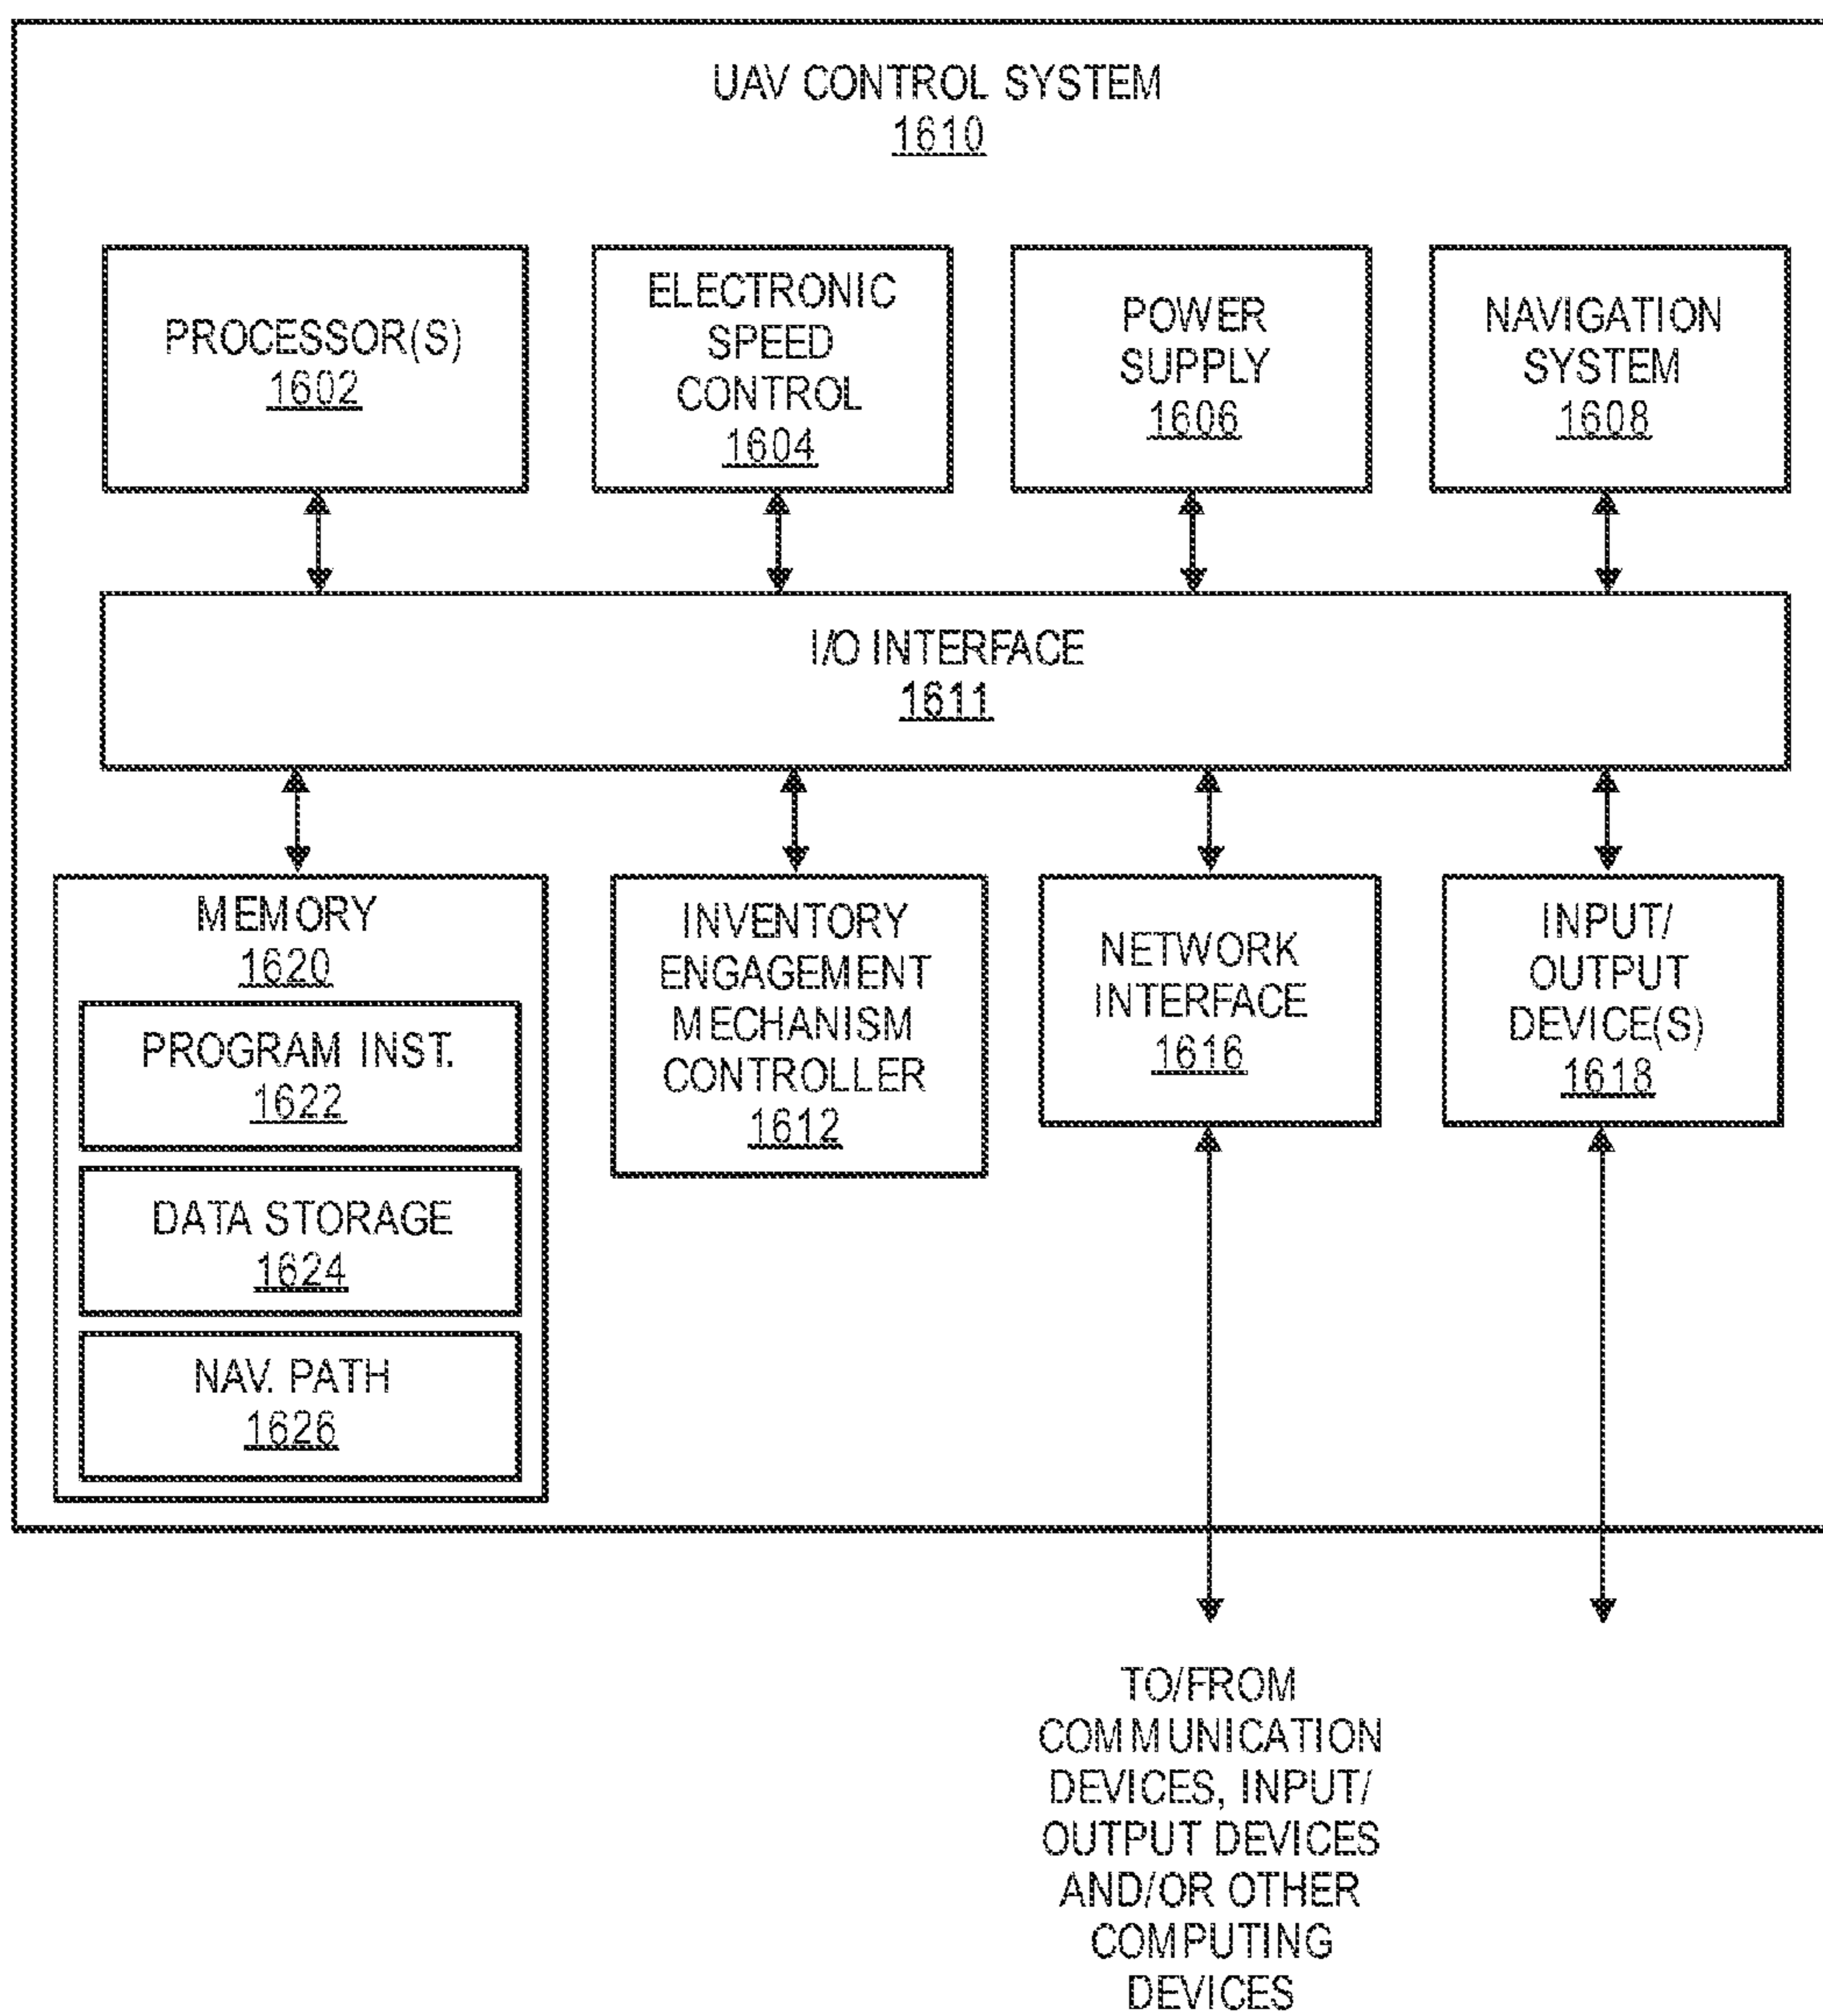 UAV CONTROL SYSTEM
1610
PROCESSOR(S)
1602
ELECTRONIC
SPEED
CONTROL
1604
POWER
SUPPLY
1606
NAVIGATION
SYSTEM
1608
I/O INTERFACE
1611
MEMORY
1620
PROGRAM INST.
1622
DATA STORAGE
1624
NAV. PATH
1626
INVENTORY
ENGAGEMENT
MECHANISM
CONTROLLER
1612
NETWORK
INTERFACE
1616
INPUT/
OUTPUT
DEVICE(S)
1618
TO/FROM
COMMUNICATION
DEVICES, INPUT/
OUTPUT DEVICES
AND/OR OTHER
COMPUTING
DEVICES